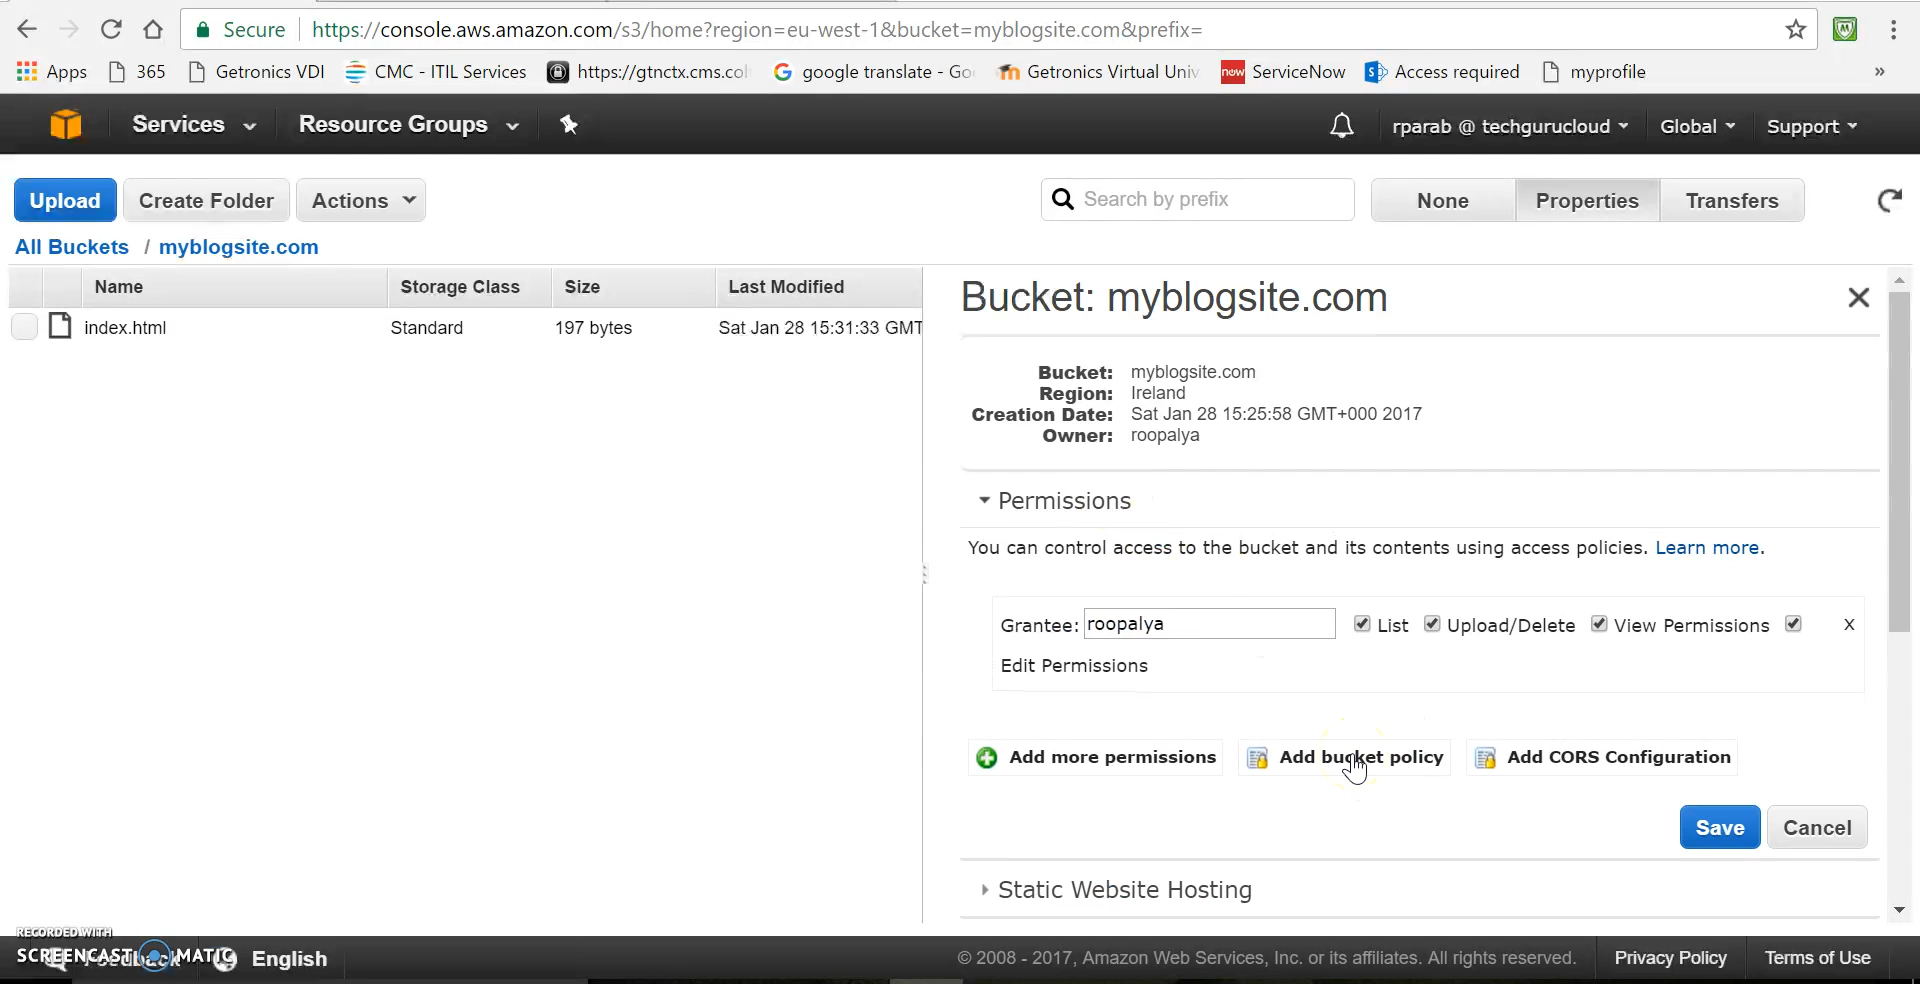 Secure https://console.aws.amazon.com/s3/home?region=eu-west-1&bucket=myblogsite.com&prefix=
Apps 365 Getronics VDI CMC - ITIL Services https://gtnctx.cms.col google translate - Go Getronics Virtual Univ now ServiceNow Access required myprofile »
Services Resource Groups rparab @ techgurucloud Global Support
Upload Create Folder Actions Search by prefix None Properties Transfers
All Buckets / myblogsite.com
Name Storage Class Size Last Modified
index.html Standard 197 bytes Sat Jan 28 15:31:33 GMT
Bucket: myblogsite.com
Bucket: myblogsite.com
Region: Ireland
Creation Date: Sat Jan 28 15:25:58 GMT+000 2017
Owner: roopalya
Permissions
You can control access to the bucket and its contents using access policies. Learn more.
Grantee: roopalya List Upload/Delete View Permissions x
Edit Permissions
Add more permissions Add bucket policy Add CORS Configuration
Save Cancel
Static Website Hosting
RECORDED WITH
SCREENCAST MATIC
Feedback English © 2008 - 2017, Amazon Web Services, Inc. or its affiliates. All rights reserved. Privacy Policy Terms of Use